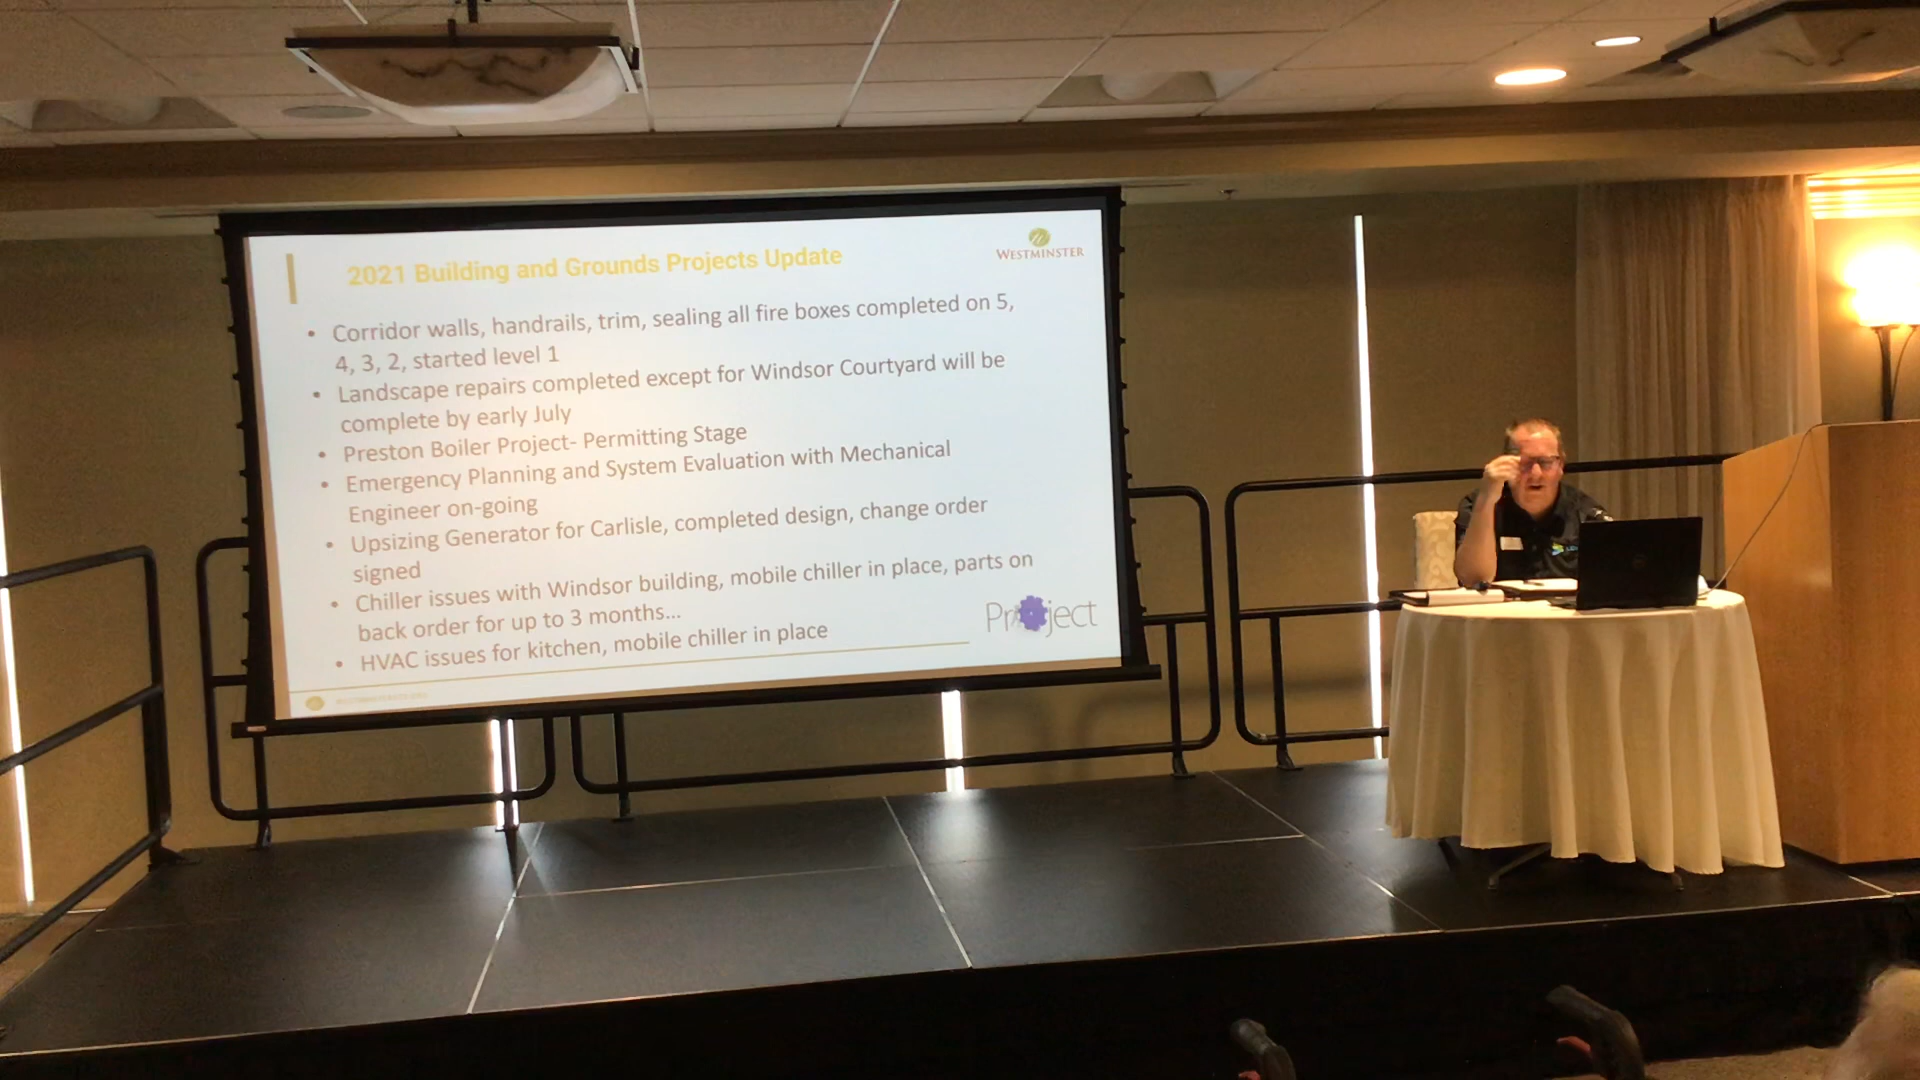 2021 Building and Grounds Projects Update
WESTMINSTER
• Corridor walls, handrails, trim, sealing all fire boxes completed on 5,
4, 3, 2, started level 1
• Landscape repairs completed except for Windsor Courtyard will be
complete by early July
• Preston Boiler Project- Permitting Stage
• Emergency Planning and System Evaluation with Mechanical
Engineer on-going
• Upsizing Generator for Carlisle, completed design, change order
signed
• Chiller issues with Windsor building, mobile chiller in place, parts on
back order for up to 3 months...
• HVAC issues for kitchen, mobile chiller in place
Project